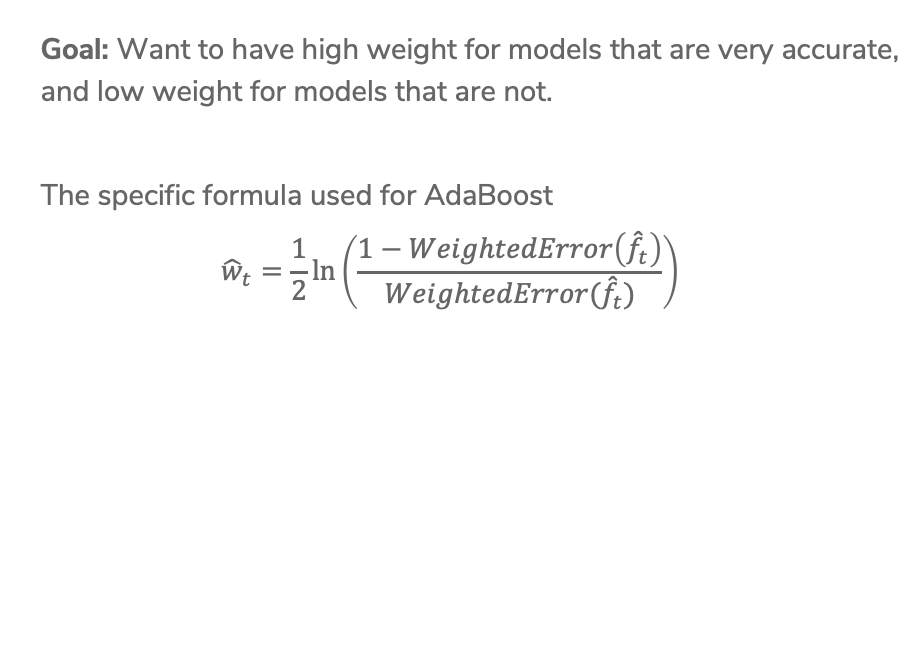 Goal: Want to have high weight for models that are very accurate,
and low weight for models that are not.
The specific formula used for AdaBoost
ŵ_t = 1/2 ln((1 − WeightedError(f̂_t)) / WeightedError(f̂_t))